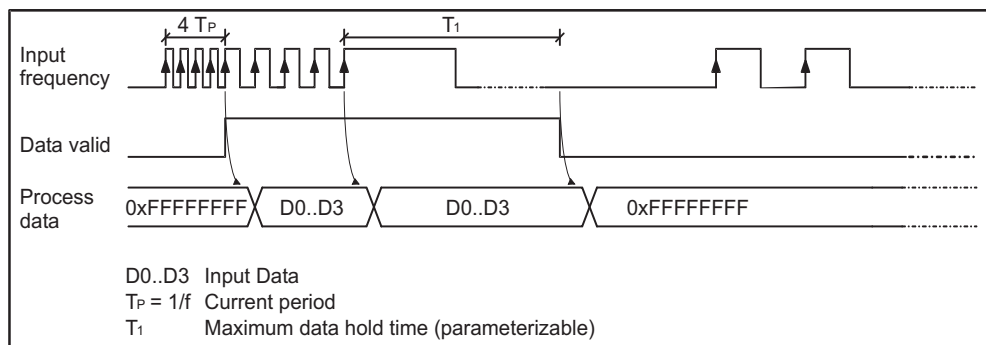 4 TP
T1
Input
frequency
Data valid
Process
data
0xFFFFFFFF
D0..D3
D0..D3
0xFFFFFFFF
D0..D3 Input Data
TP = 1/f Current period
T1 Maximum data hold time (parameterizable)